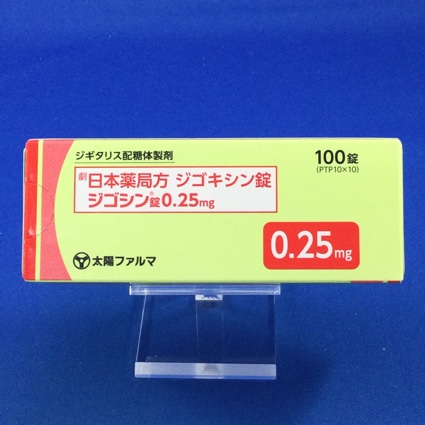 ジギタリス配糖体製剤
100錠
(PTP10×10)
劇 日本薬局方 ジゴキシン錠
ジゴシン®錠0.25mg
0.25mg
太陽ファルマ